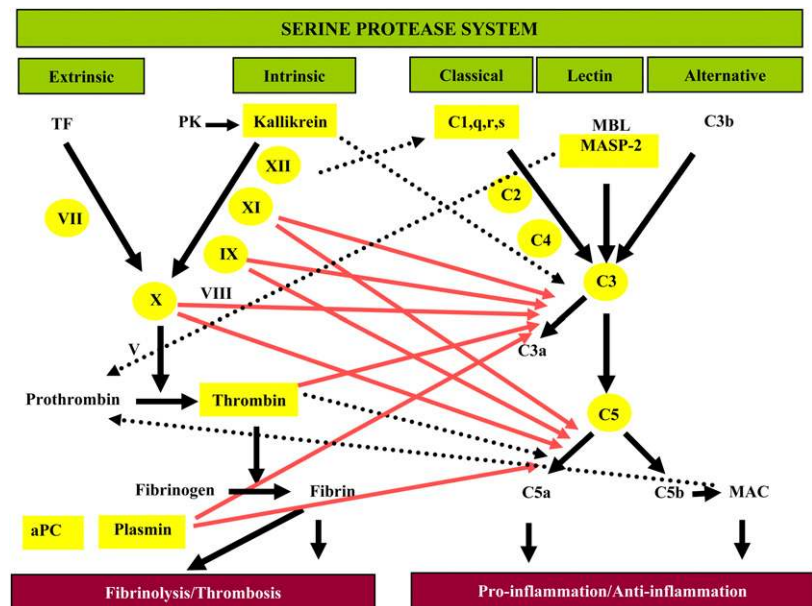 SERINE PROTEASE SYSTEM
Extrinsic
Intrinsic
Classical
Lectin
Alternative
TF
PK
Kallikrein
C1,q,r,s
MBL
MASP-2
C3b
XII
C2
VII
XI
C4
IX
C3
X
VIII
V
C3a
Prothrombin
Thrombin
C5
Fibrinogen
Fibrin
C5a
C5b
MAC
aPC
Plasmin
Fibrinolysis/Thrombosis
Pro-inflammation/Anti-inflammation